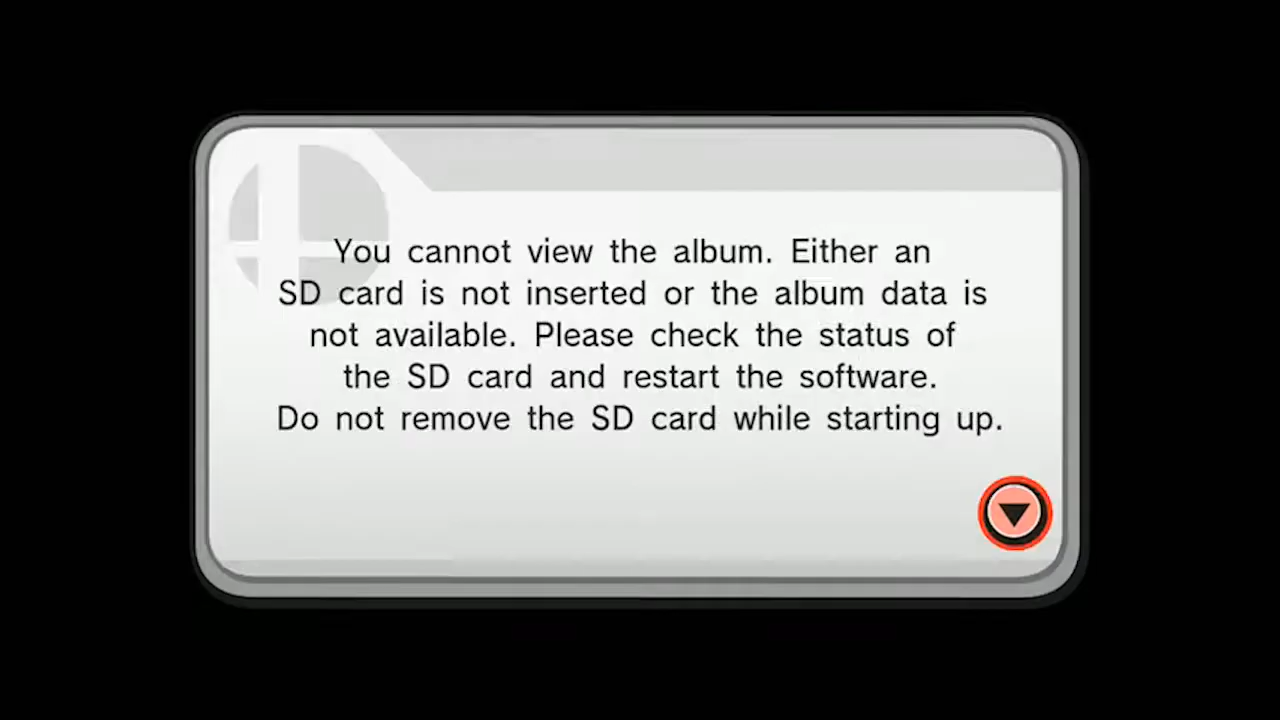 You cannot view the album. Either an
SD card is not inserted or the album data is
not available. Please check the status of
the SD card and restart the software.
Do not remove the SD card while starting up.